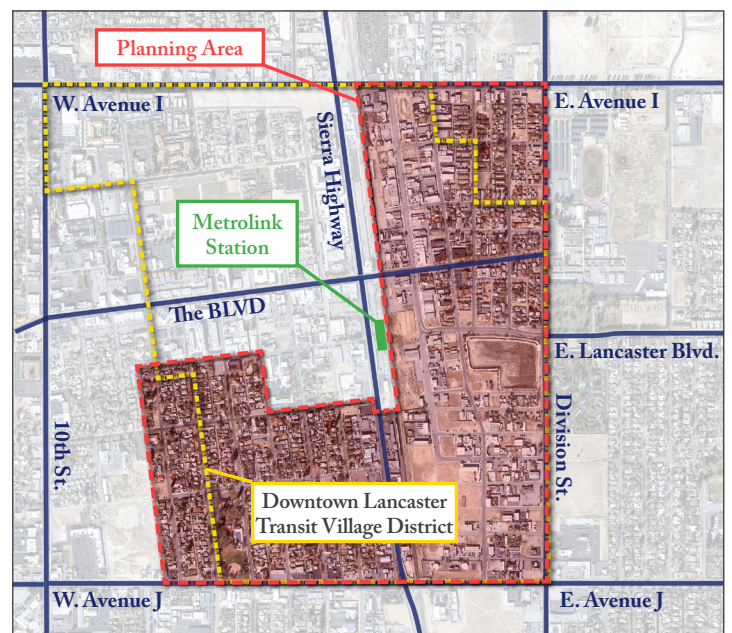 Planning Area
W. Avenue I
E. Avenue I
Sierra Highway
Metrolink
Station
The BLVD
E. Lancaster Blvd.
10th St.
Division St.
Downtown Lancaster
Transit Village District
W. Avenue J
E. Avenue J